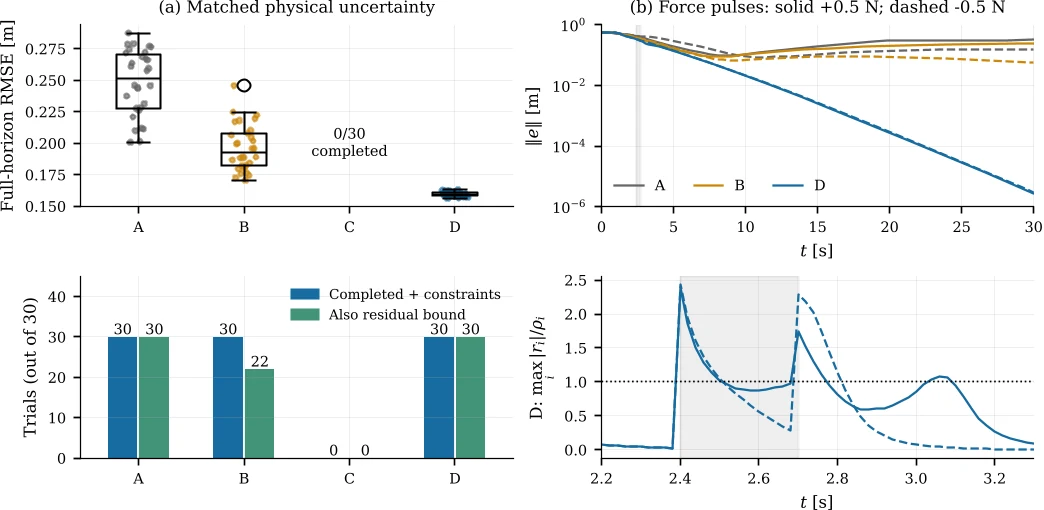 (a) Matched physical uncertainty
Full-horizon RMSE [m]
0.275
0.250
0.225
0.200
0.175
0.150
0/30
completed
A
B
C
D
(b) Force pulses: solid +0.5 N; dashed -0.5 N
‖e‖ [m]
10⁰
10⁻²
10⁻⁴
10⁻⁶
A
B
D
0
5
10
15
20
25
30
t [s]
Trials (out of 30)
40
30
20
10
0
Completed + constraints
Also residual bound
30
30
30
22
0
0
30
30
A
B
C
D
D: max |rᵢ|/ρᵢ
i
2.5
2.0
1.5
1.0
0.5
0.0
2.2
2.4
2.6
2.8
3.0
3.2
t [s]